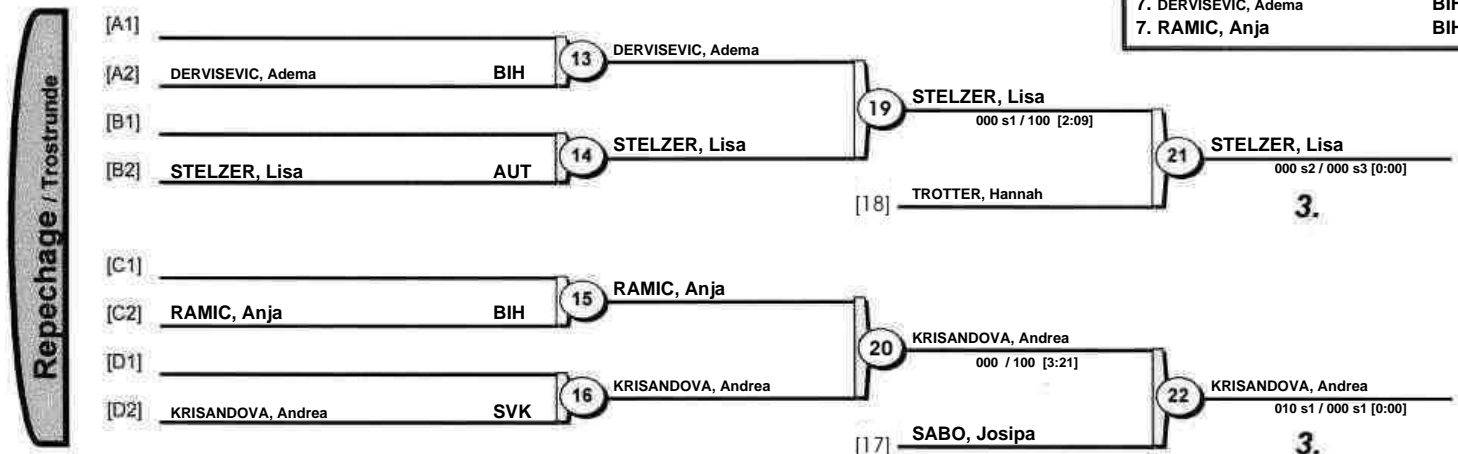 7. DERVISEVIC, Adema BIH
7. RAMIC, Anja BIH
Repechage / Trostrunde
[A1]
[A2] DERVISEVIC, Adema BIH
13
DERVISEVIC, Adema
[B1]
[B2] STELZER, Lisa AUT
14
STELZER, Lisa
19
STELZER, Lisa
000 s1 / 100 [2:09]
[18] TROTTER, Hannah
21
STELZER, Lisa
000 s2 / 000 s3 [0:00]
3.
[C1]
[C2] RAMIC, Anja BIH
15
RAMIC, Anja
[D1]
[D2] KRISANDOVA, Andrea SVK
16
KRISANDOVA, Andrea
20
KRISANDOVA, Andrea
000 / 100 [3:21]
[17] SABO, Josipa
22
KRISANDOVA, Andrea
010 s1 / 000 s1 [0:00]
3.